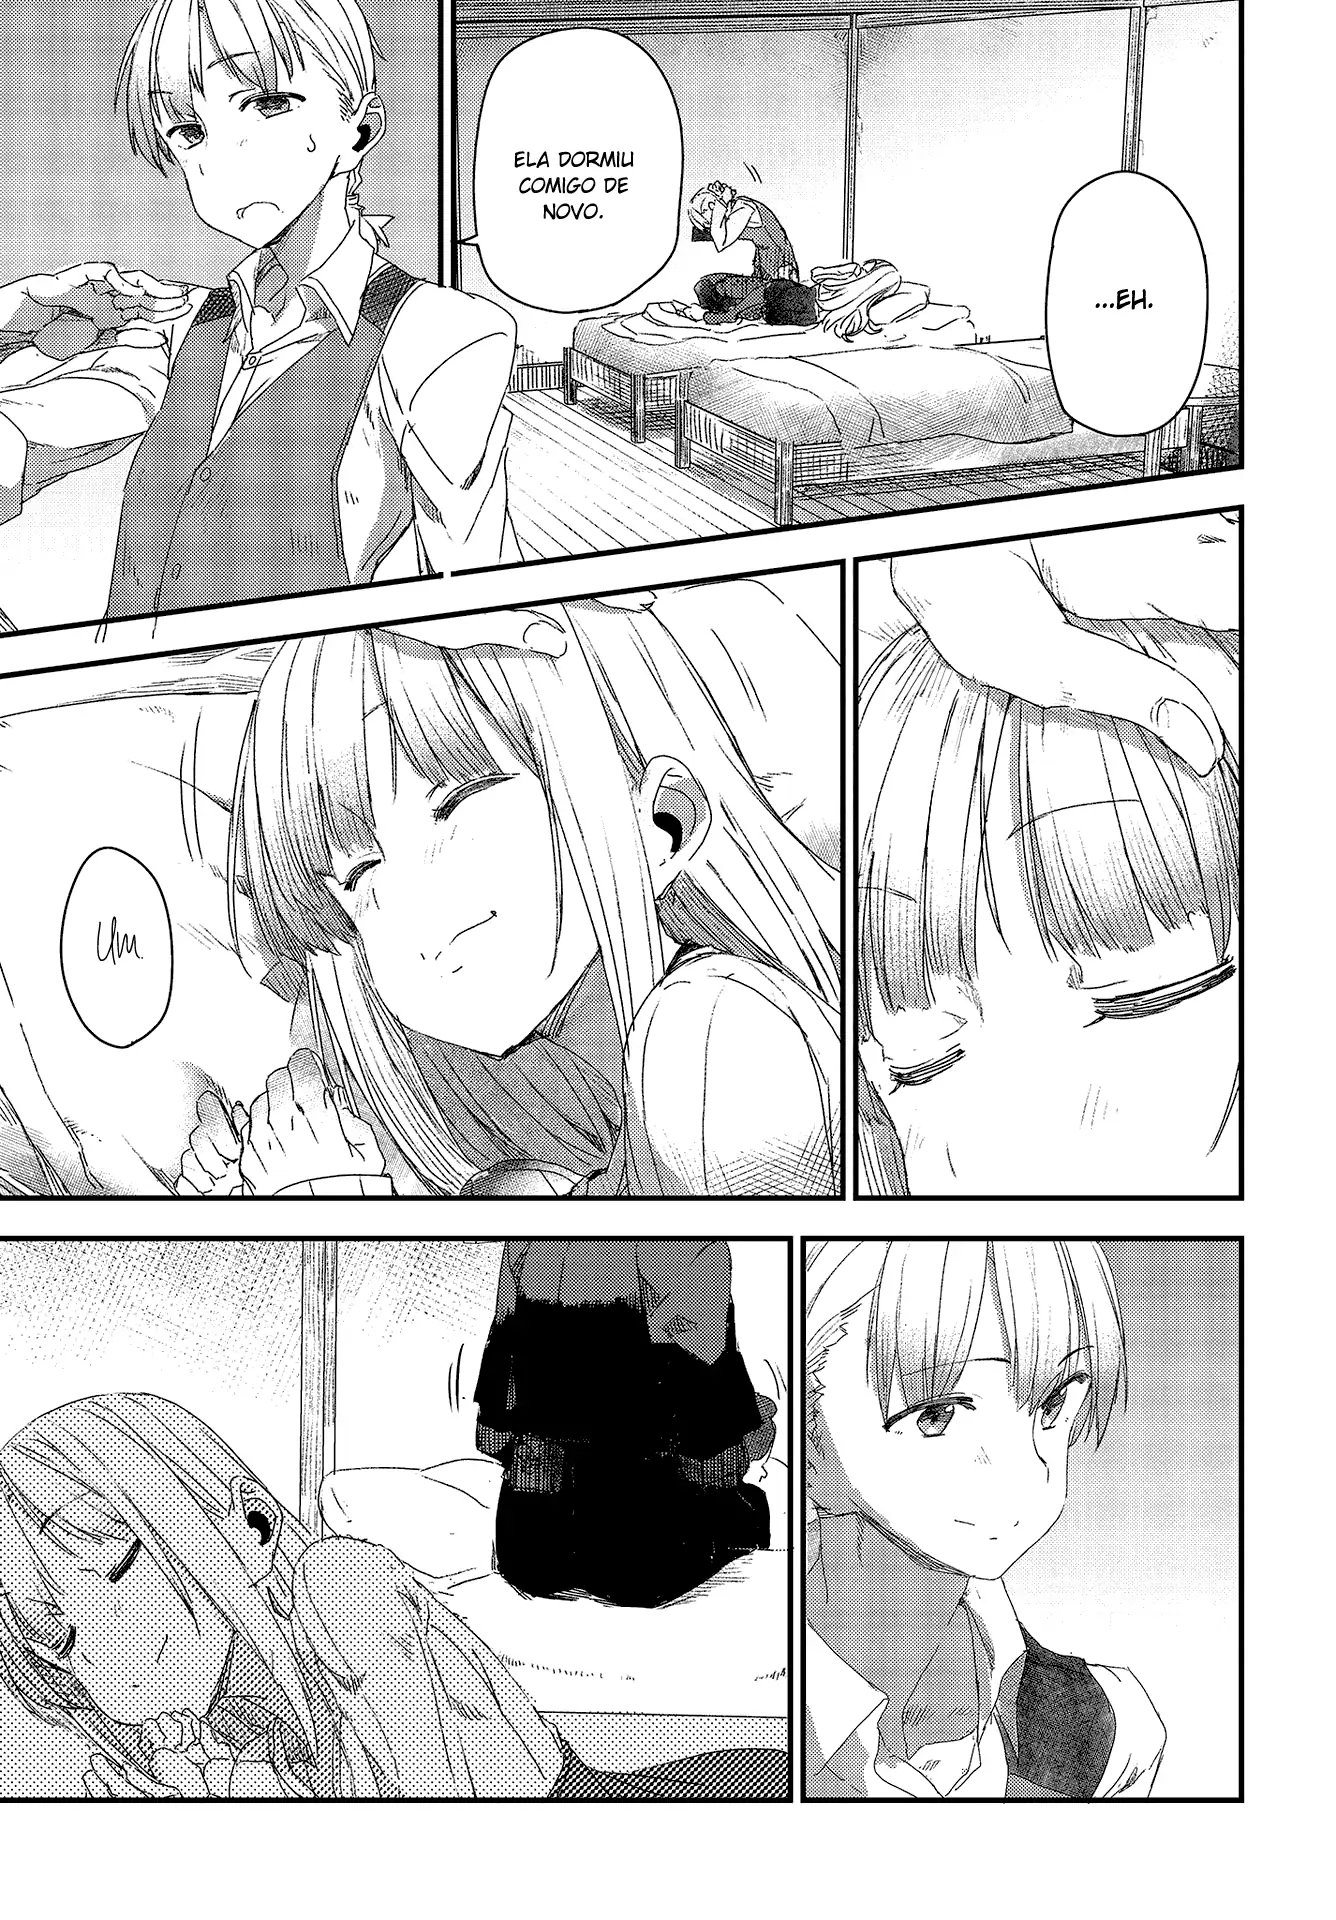 ...EH.
ELA DORMIU
COMIGO DE
NOVO.
UM.